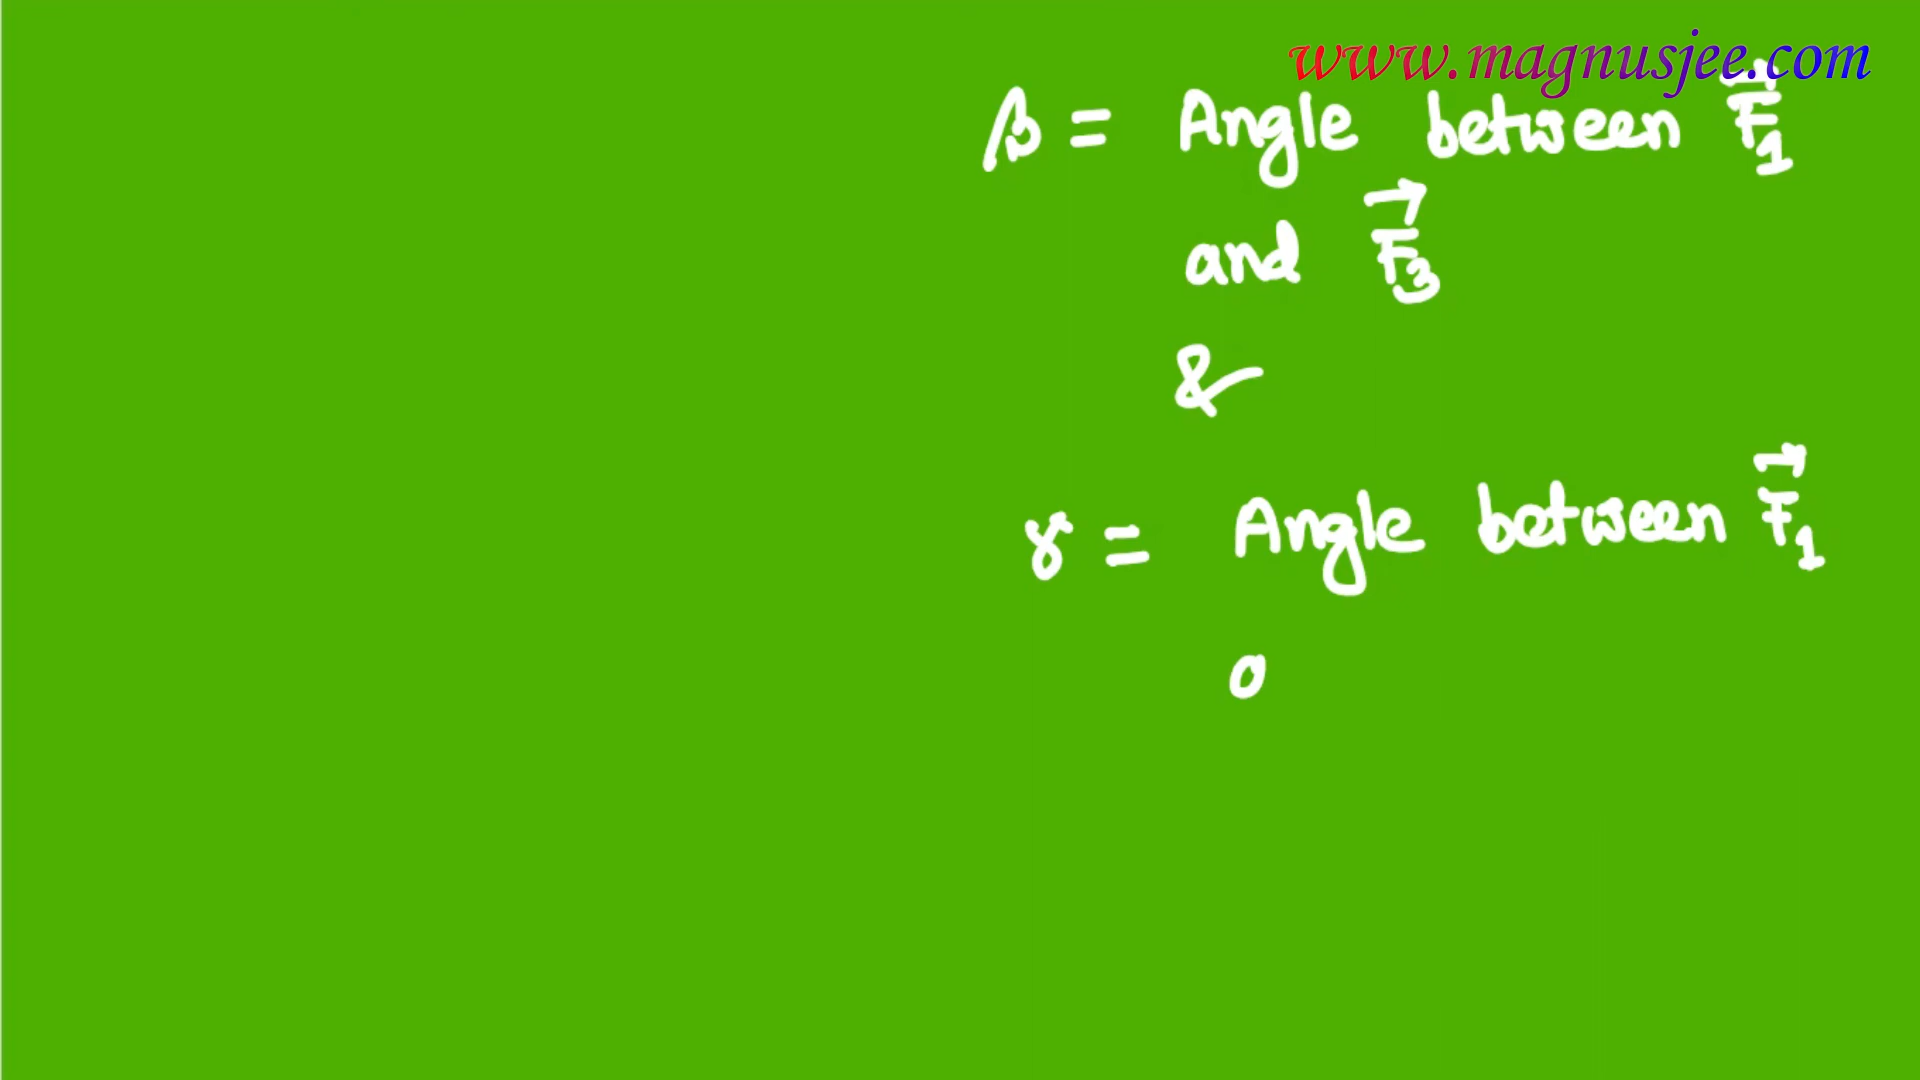 www.magnusjee.com
β = Angle between F⃗₁
and F⃗₃
&
γ = Angle between F⃗₁
a